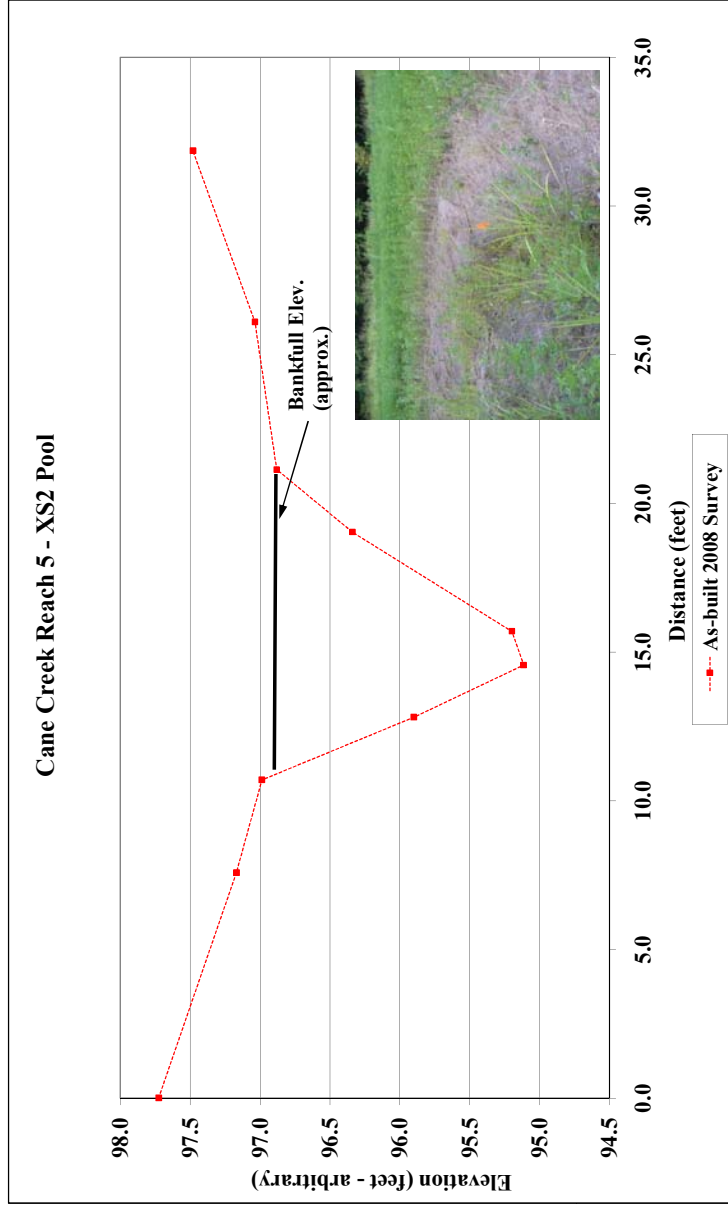 Cane Creek Reach 5 - XS2 Pool
98.0
97.5
97.0
96.5
96.0
95.5
95.0
94.5
Elevation (feet - arbitrary)
Bankfull Elev.
(approx.)
0.0 5.0 10.0 15.0 20.0 25.0 30.0 35.0
Distance (feet)
As-built 2008 Survey